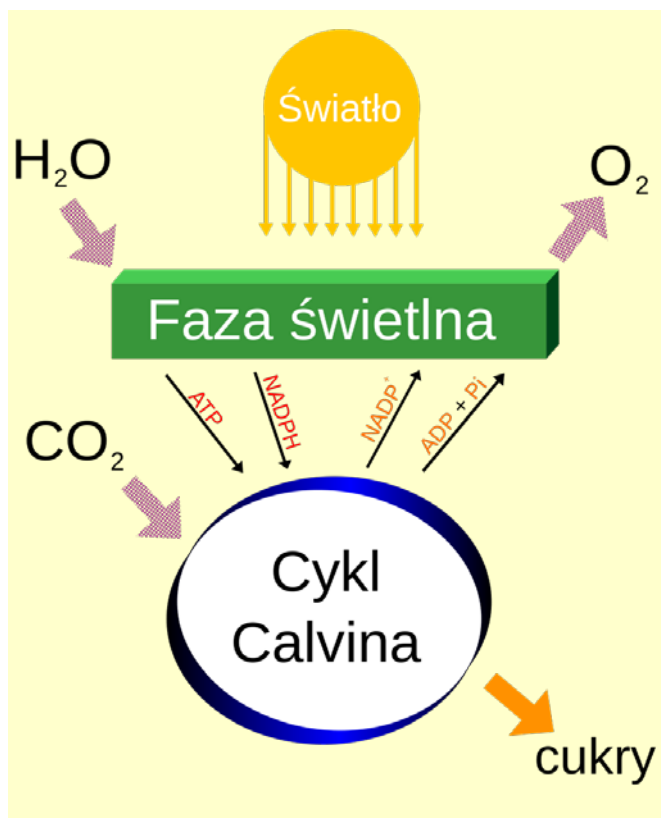 Światło
H₂O
O₂
Faza świetlna
ATP
NADPH
NADP⁺
ADP + Pi
CO₂
Cykl
Calvina
cukry